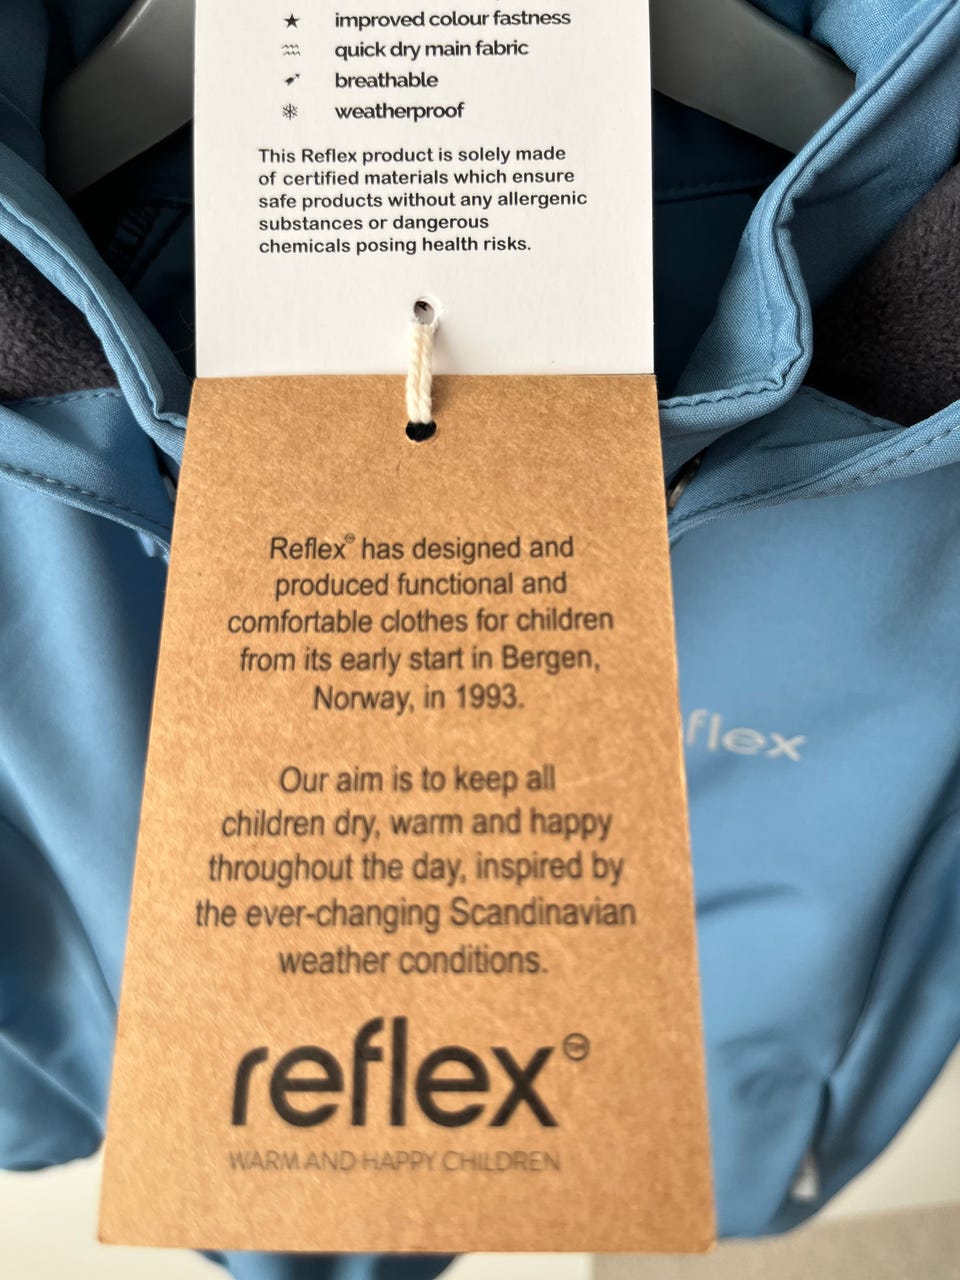 improved colour fastness
quick dry main fabric
breathable
weatherproof
This Reflex product is solely made
of certified materials which ensure
safe products without any allergenic
substances or dangerous
chemicals posing health risks.
Reflex™ has designed and
produced functional and
comfortable clothes for children
from its early start in Bergen,
Norway, in 1993.
Our aim is to keep all
children dry, warm and happy
throughout the day, inspired by
the ever-changing Scandinavian
weather conditions.
reflex™
WARM AND HAPPY CHILDREN
flex